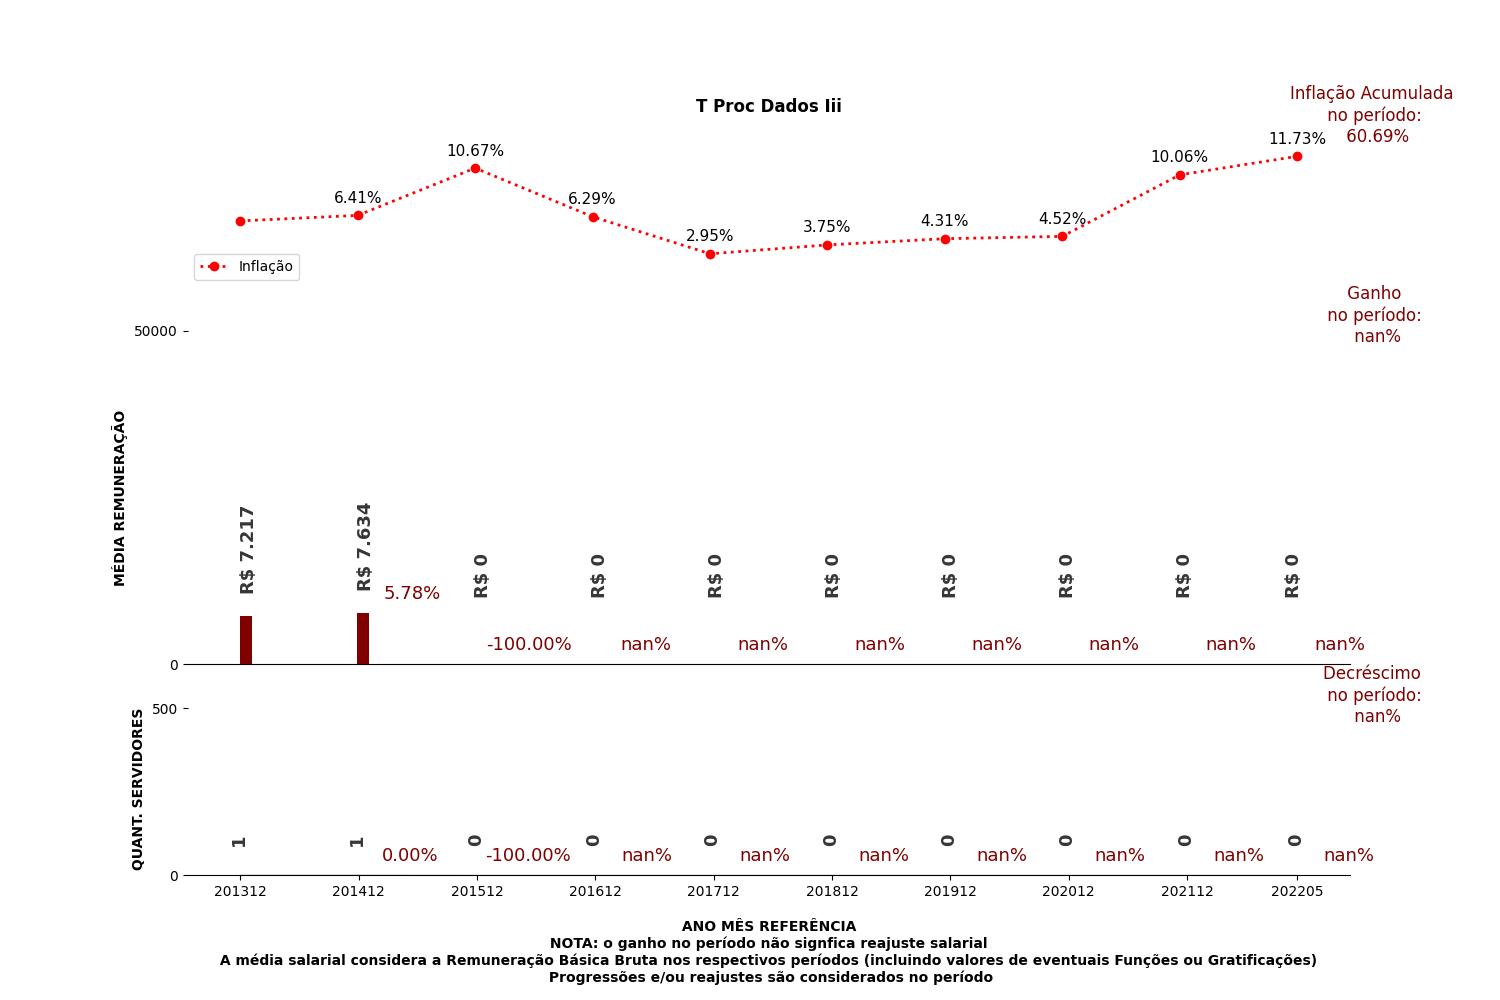 T Proc Dados Iii
Inflação Acumulada
no período:
60.69%
6.41%
10.67%
6.29%
2.95%
3.75%
4.31%
4.52%
10.06%
11.73%
Inflação
Ganho
no período:
nan%
50000
0
MÉDIA REMUNERAÇÃO
R$ 7.217
R$ 7.634
R$ 0
R$ 0
R$ 0
R$ 0
R$ 0
R$ 0
R$ 0
R$ 0
5.78%
-100.00%
nan%
nan%
nan%
nan%
nan%
nan%
nan%
Decréscimo
no período:
nan%
500
0
QUANT. SERVIDORES
1
1
0
0
0
0
0
0
0
0
0.00%
-100.00%
nan%
nan%
nan%
nan%
nan%
nan%
nan%
201312
201412
201512
201612
201712
201812
201912
202012
202112
202205
ANO MÊS REFERÊNCIA
NOTA: o ganho no período não signfica reajuste salarial
A média salarial considera a Remuneração Básica Bruta nos respectivos períodos (incluindo valores de eventuais Funções ou Gratificações)
Progressões e/ou reajustes são considerados no período